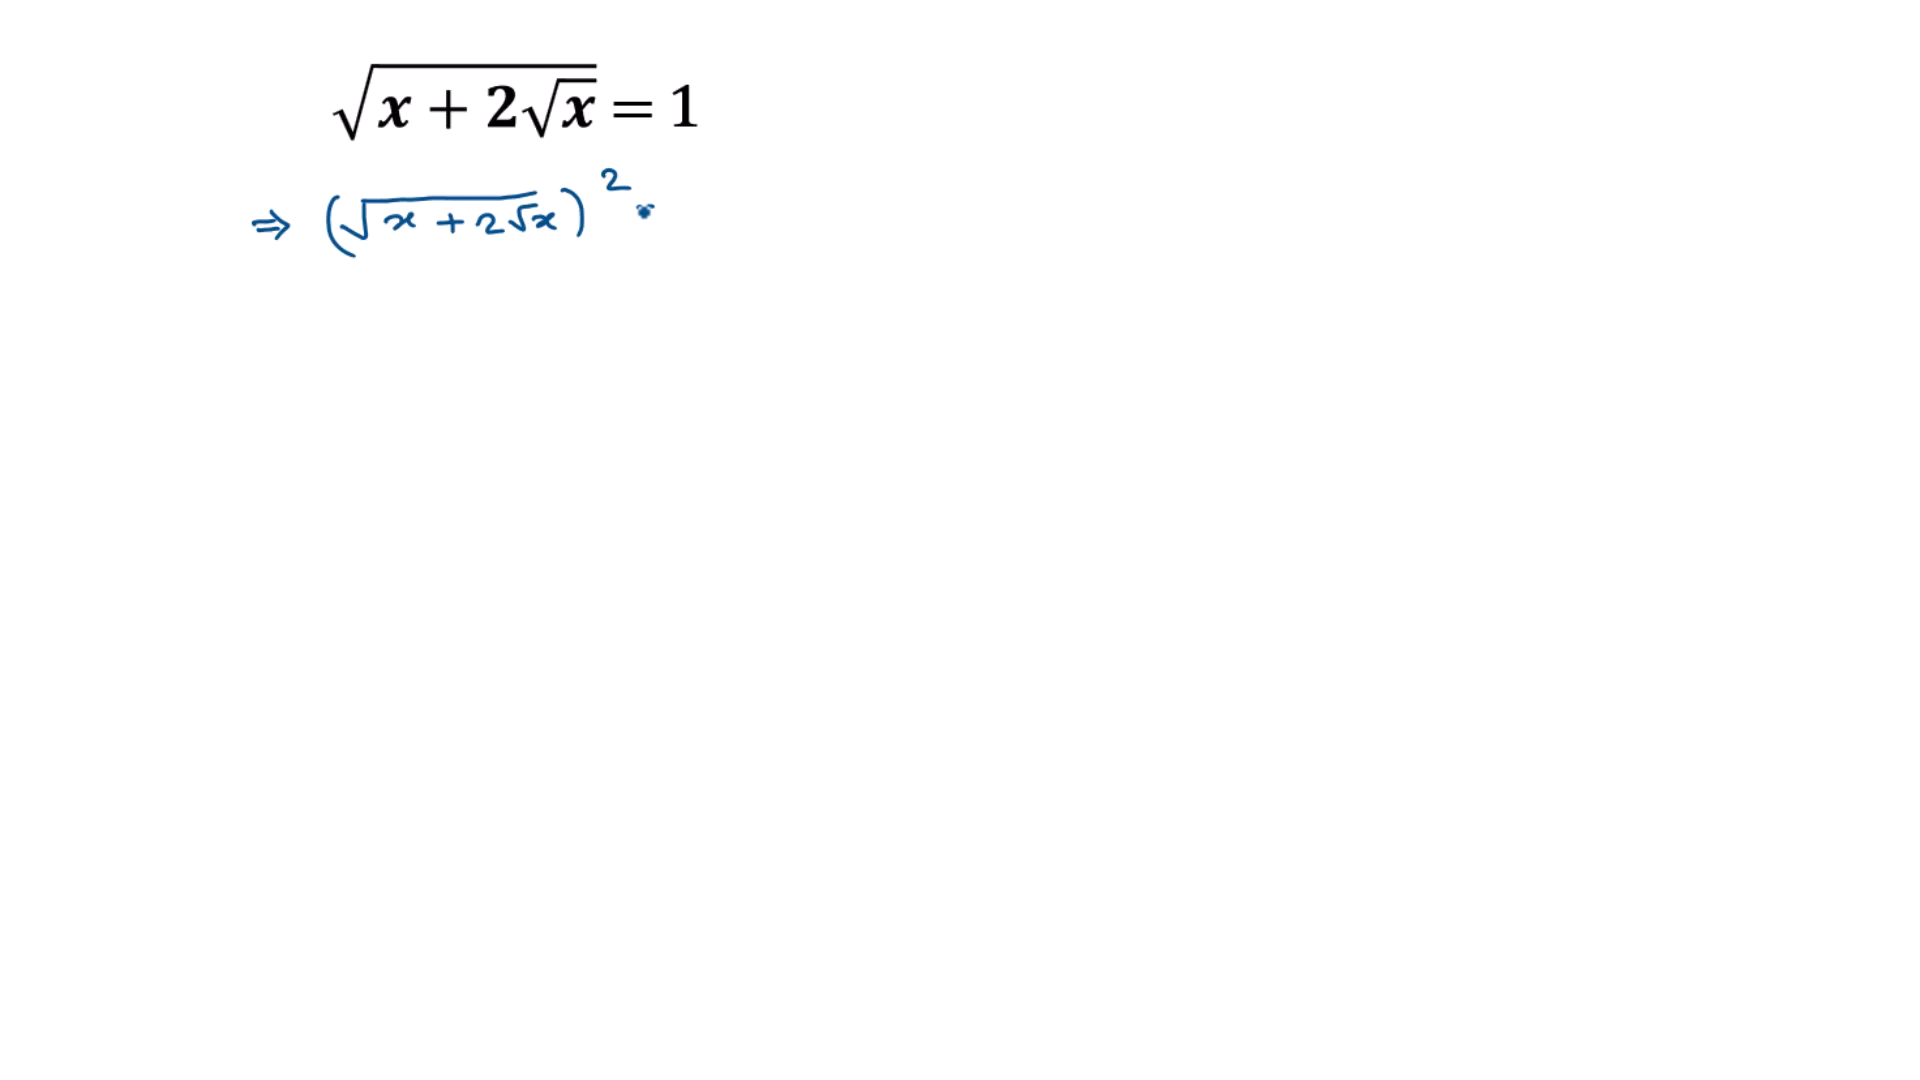 √(x + 2√x) = 1
⇒ (√(x + 2√x))²